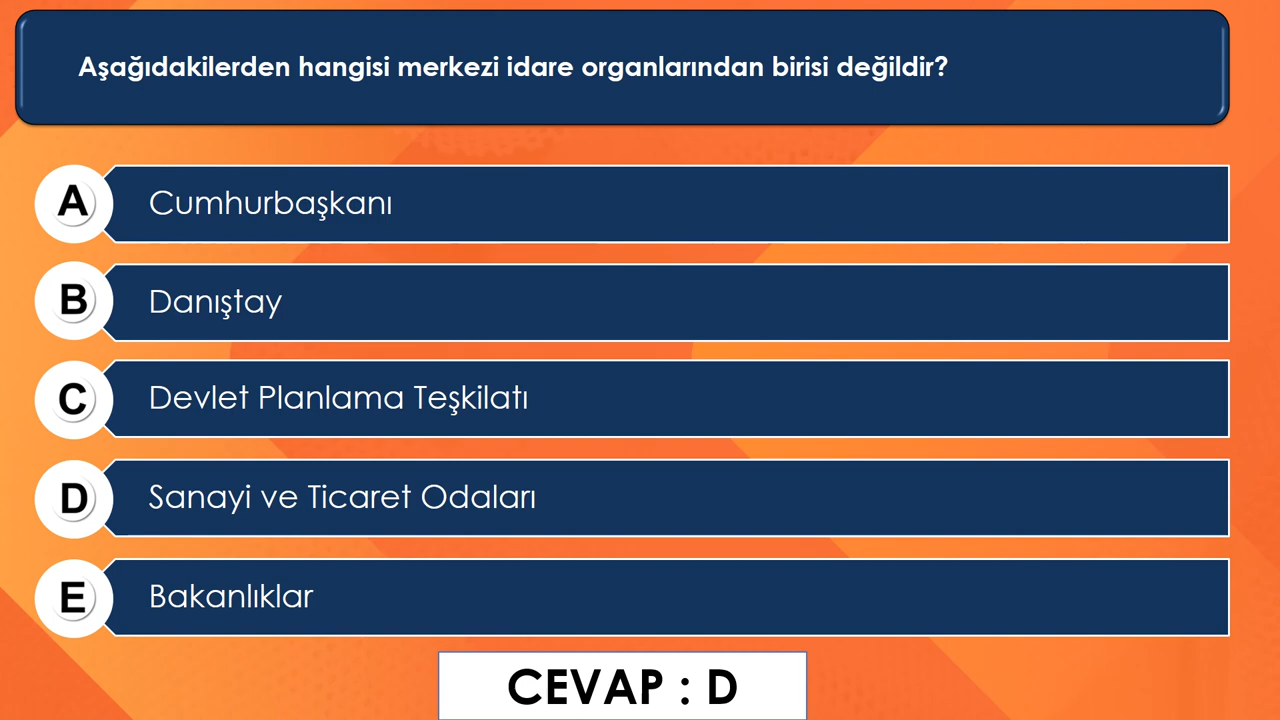 Aşağıdakilerden hangisi merkezi idare organlarından birisi değildir?
A Cumhurbaşkanı
B Danıştay
C Devlet Planlama Teşkilatı
D Sanayi ve Ticaret Odaları
E Bakanlıklar
CEVAP : D